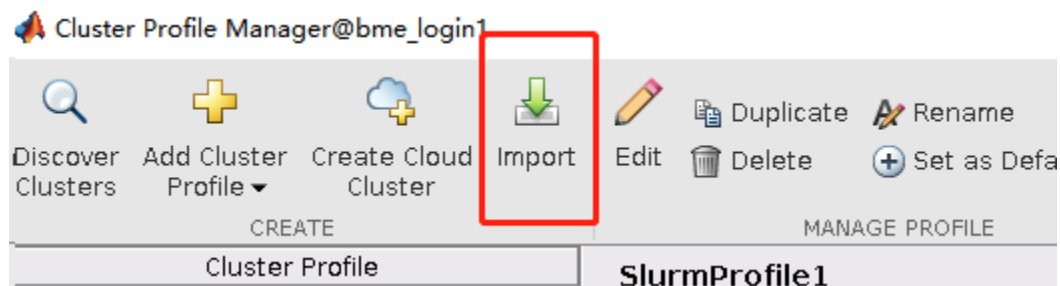 Cluster Profile Manager@bme_login1
Discover Clusters
Add Cluster Profile
Create Cloud Cluster
Import
Edit
Duplicate
Rename
Delete
Set as Defa
CREATE
MANAGE PROFILE
Cluster Profile
SlurmProfile1